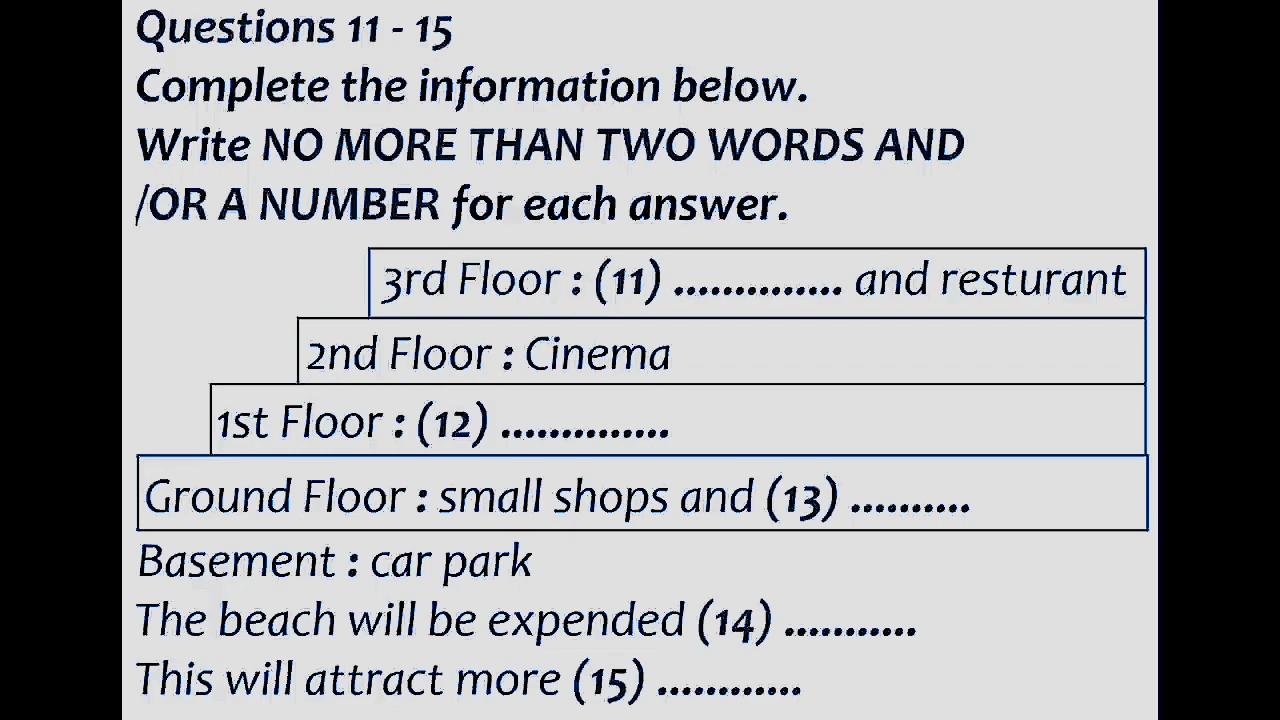 Questions 11 - 15
Complete the information below.
Write NO MORE THAN TWO WORDS AND
/OR A NUMBER for each answer.
3rd Floor : (11) .............. and resturant
2nd Floor : Cinema
1st Floor : (12) ..............
Ground Floor : small shops and (13) ..........
Basement : car park
The beach will be expended (14) ...........
This will attract more (15) ............